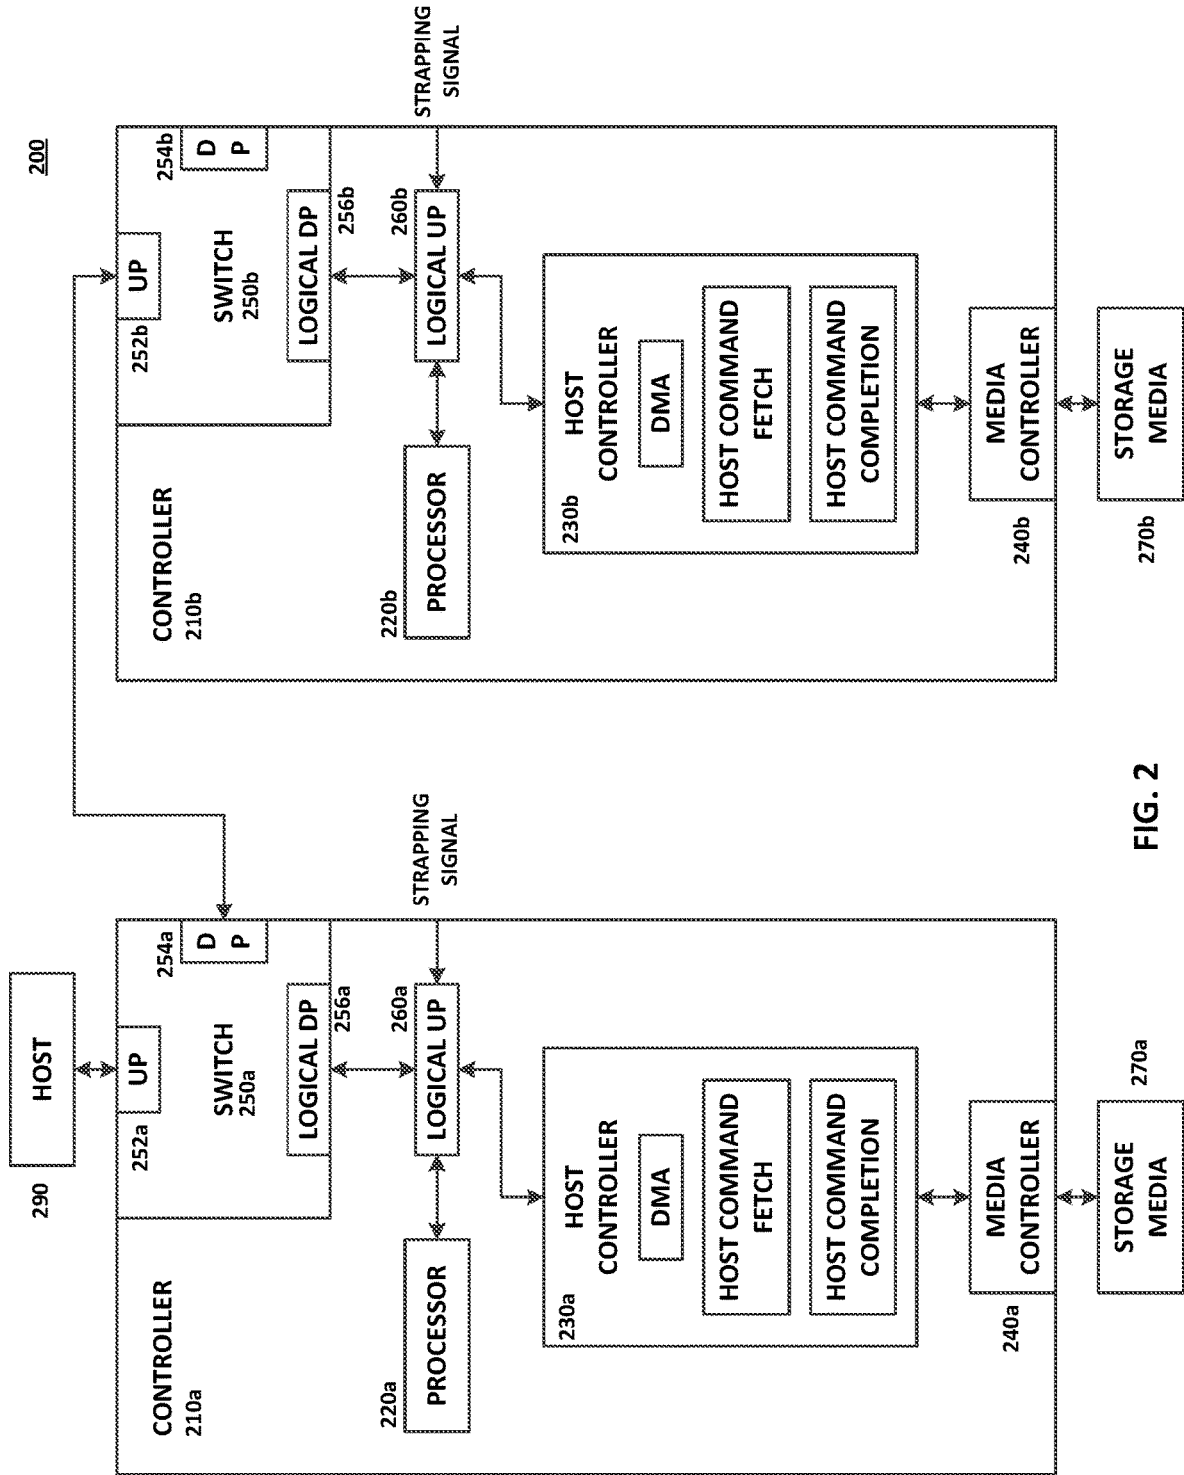 200
290
HOST
CONTROLLER
210a
252a
UP
254a
D
P
SWITCH
250a
LOGICAL DP
256a
220a
PROCESSOR
260a
LOGICAL UP
STRAPPING
SIGNAL
230a
HOST
CONTROLLER
DMA
HOST COMMAND
FETCH
HOST COMMAND
COMPLETION
240a
MEDIA
CONTROLLER
STORAGE
MEDIA
270a
CONTROLLER
210b
252b
UP
254b
D
P
SWITCH
250b
LOGICAL DP
256b
220b
PROCESSOR
260b
LOGICAL UP
STRAPPING
SIGNAL
230b
HOST
CONTROLLER
DMA
HOST COMMAND
FETCH
HOST COMMAND
COMPLETION
240b
MEDIA
CONTROLLER
270b
STORAGE
MEDIA
FIG. 2